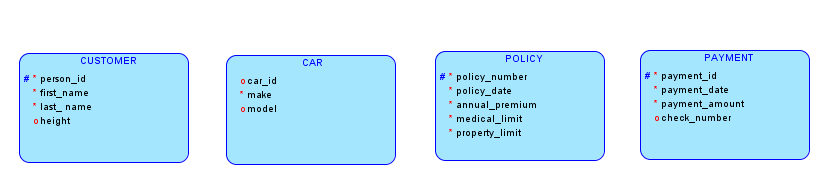 CUSTOMER
# * person_id
* first_name
* last_ name
o height
CAR
o car_id
* make
o model
POLICY
# * policy_number
* policy_date
* annual_premium
* medical_limit
* property_limit
PAYMENT
# * payment_id
* payment_date
* payment_amount
o check_number